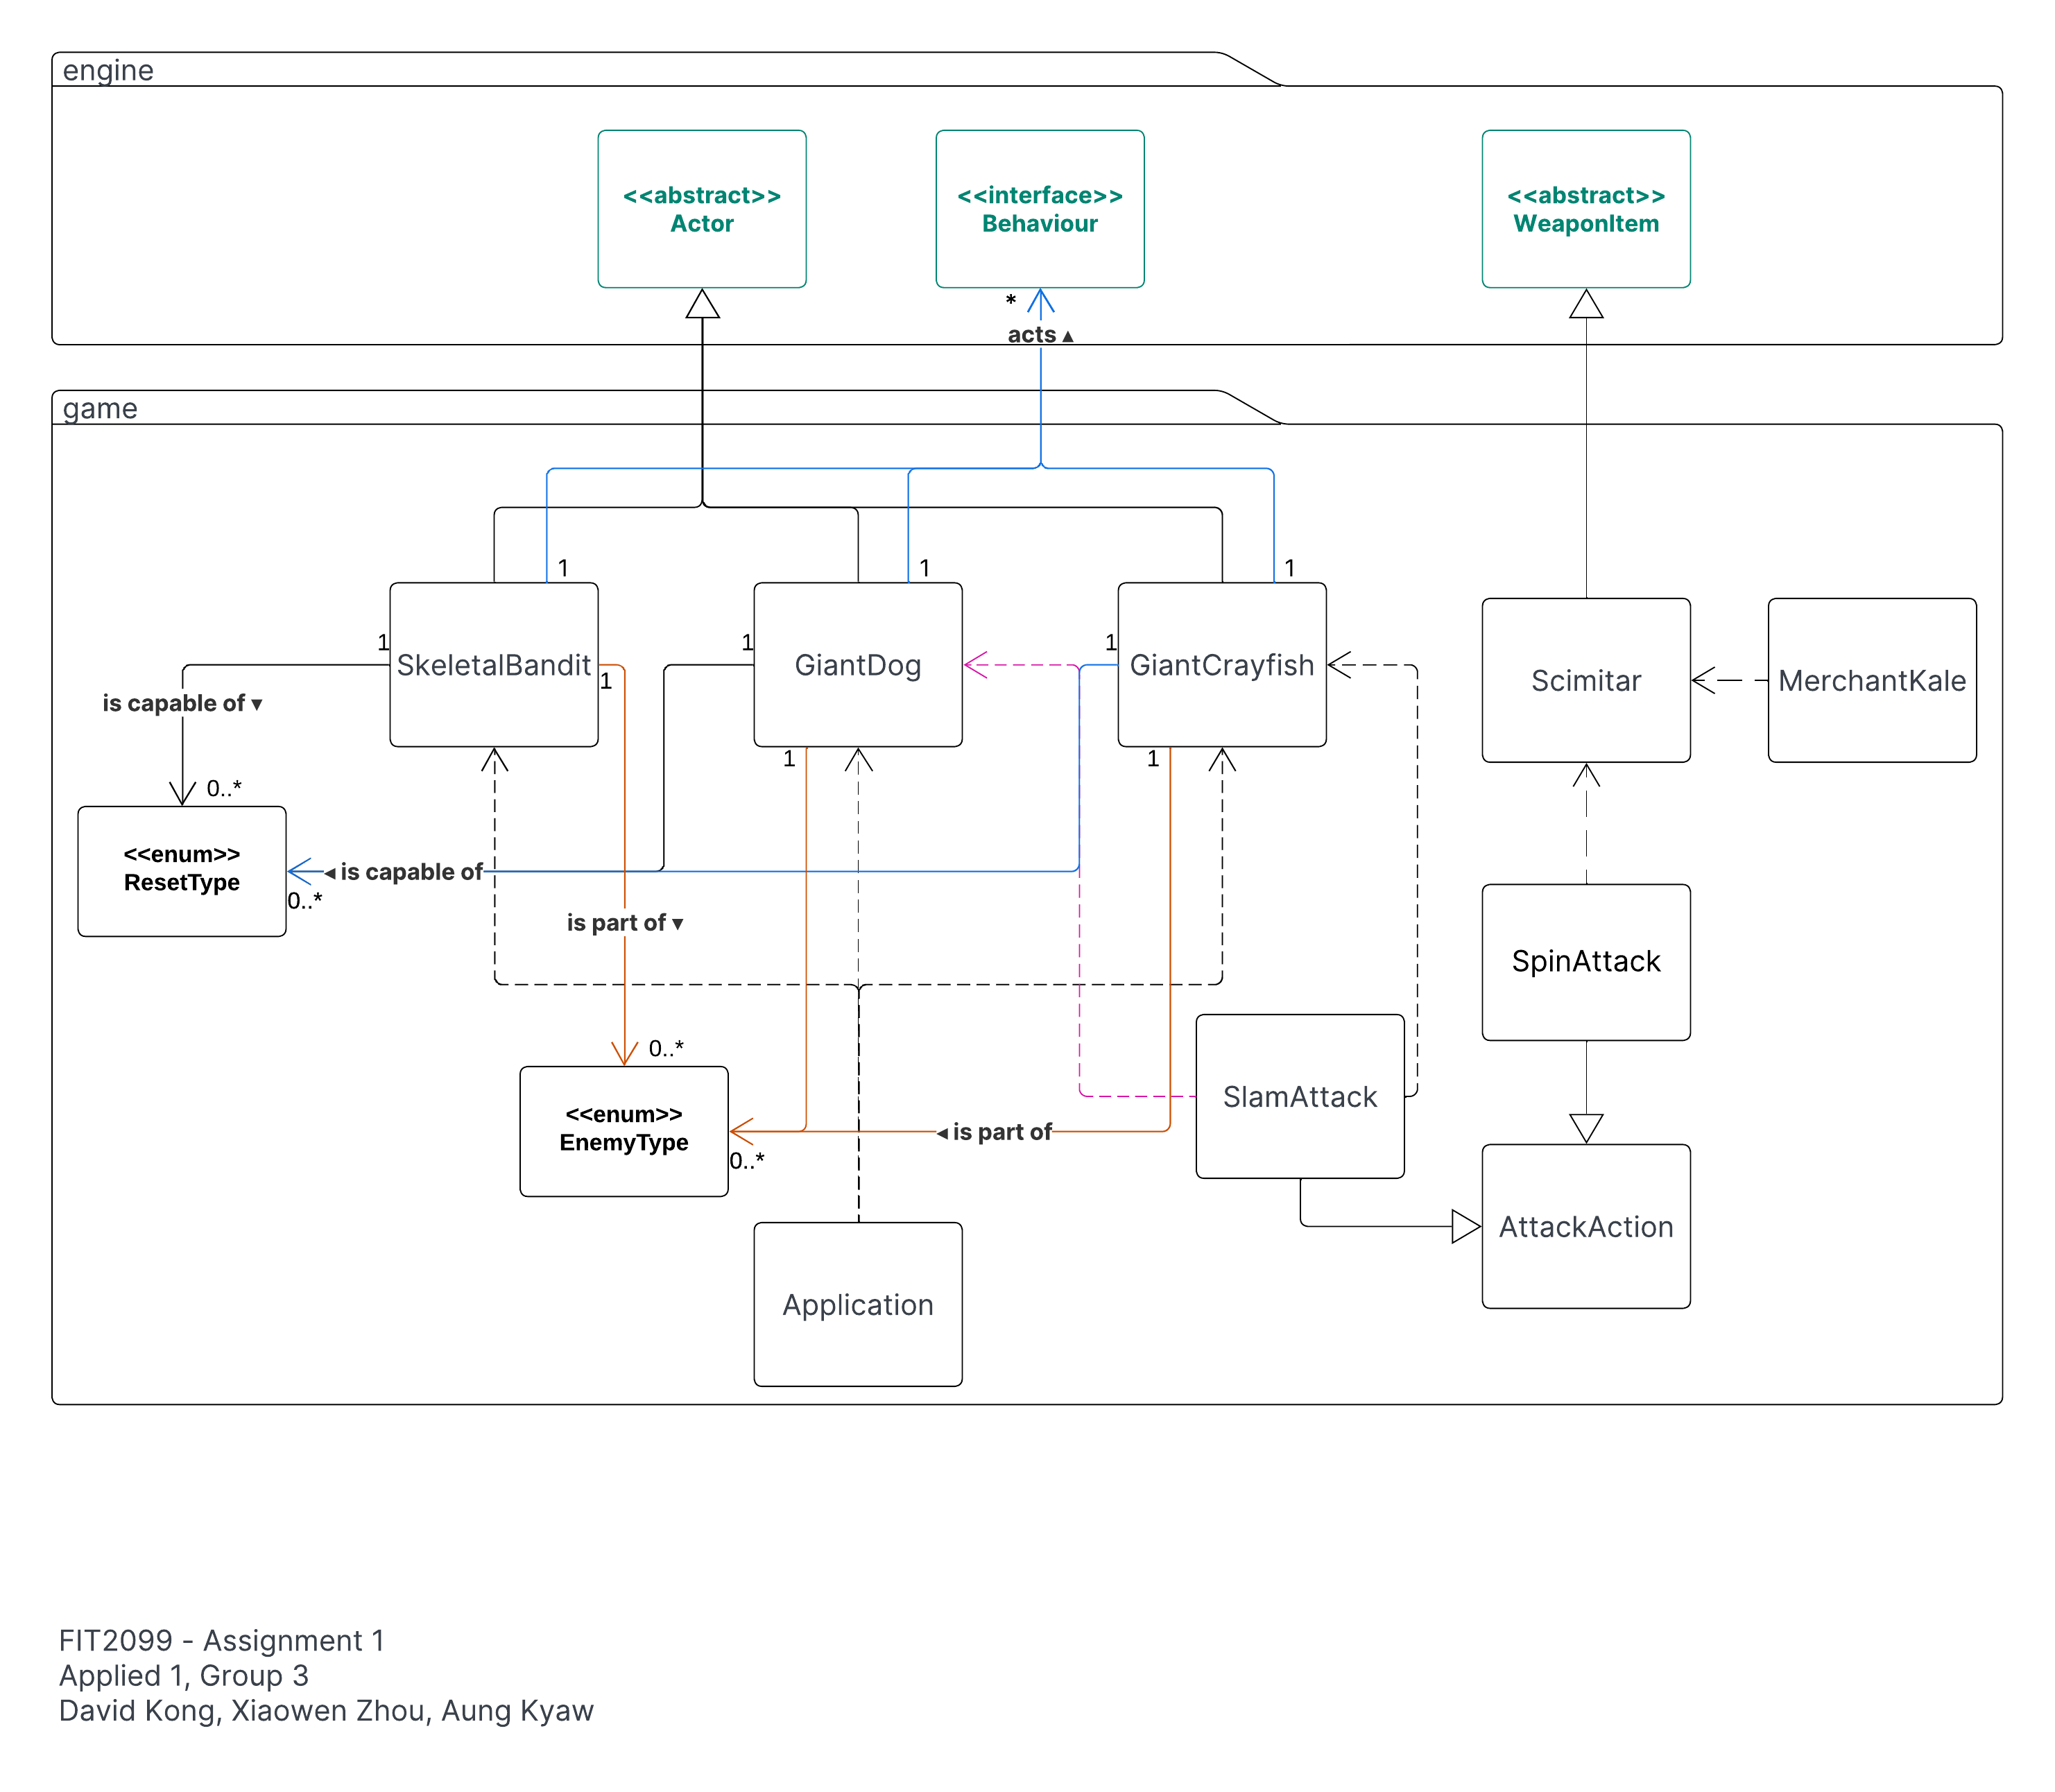 engine
<<abstract>>
Actor
<<interface>>
Behaviour
<<abstract>>
WeaponItem
*
acts ▲
game
1
1
1
1
SkeletalBandit
1
1
GiantDog
1
1
GiantCrayfish
1
Scimitar
MerchantKale
is capable of ▼
0..*
<<enum>>
ResetType
◄ is capable of
0..*
is part of ▼
SpinAttack
0..*
<<enum>>
EnemyType
◄ is part of
0..*
SlamAttack
AttackAction
Application
FIT2099 - Assignment 1
Applied 1, Group 3
David Kong, Xiaowen Zhou, Aung Kyaw